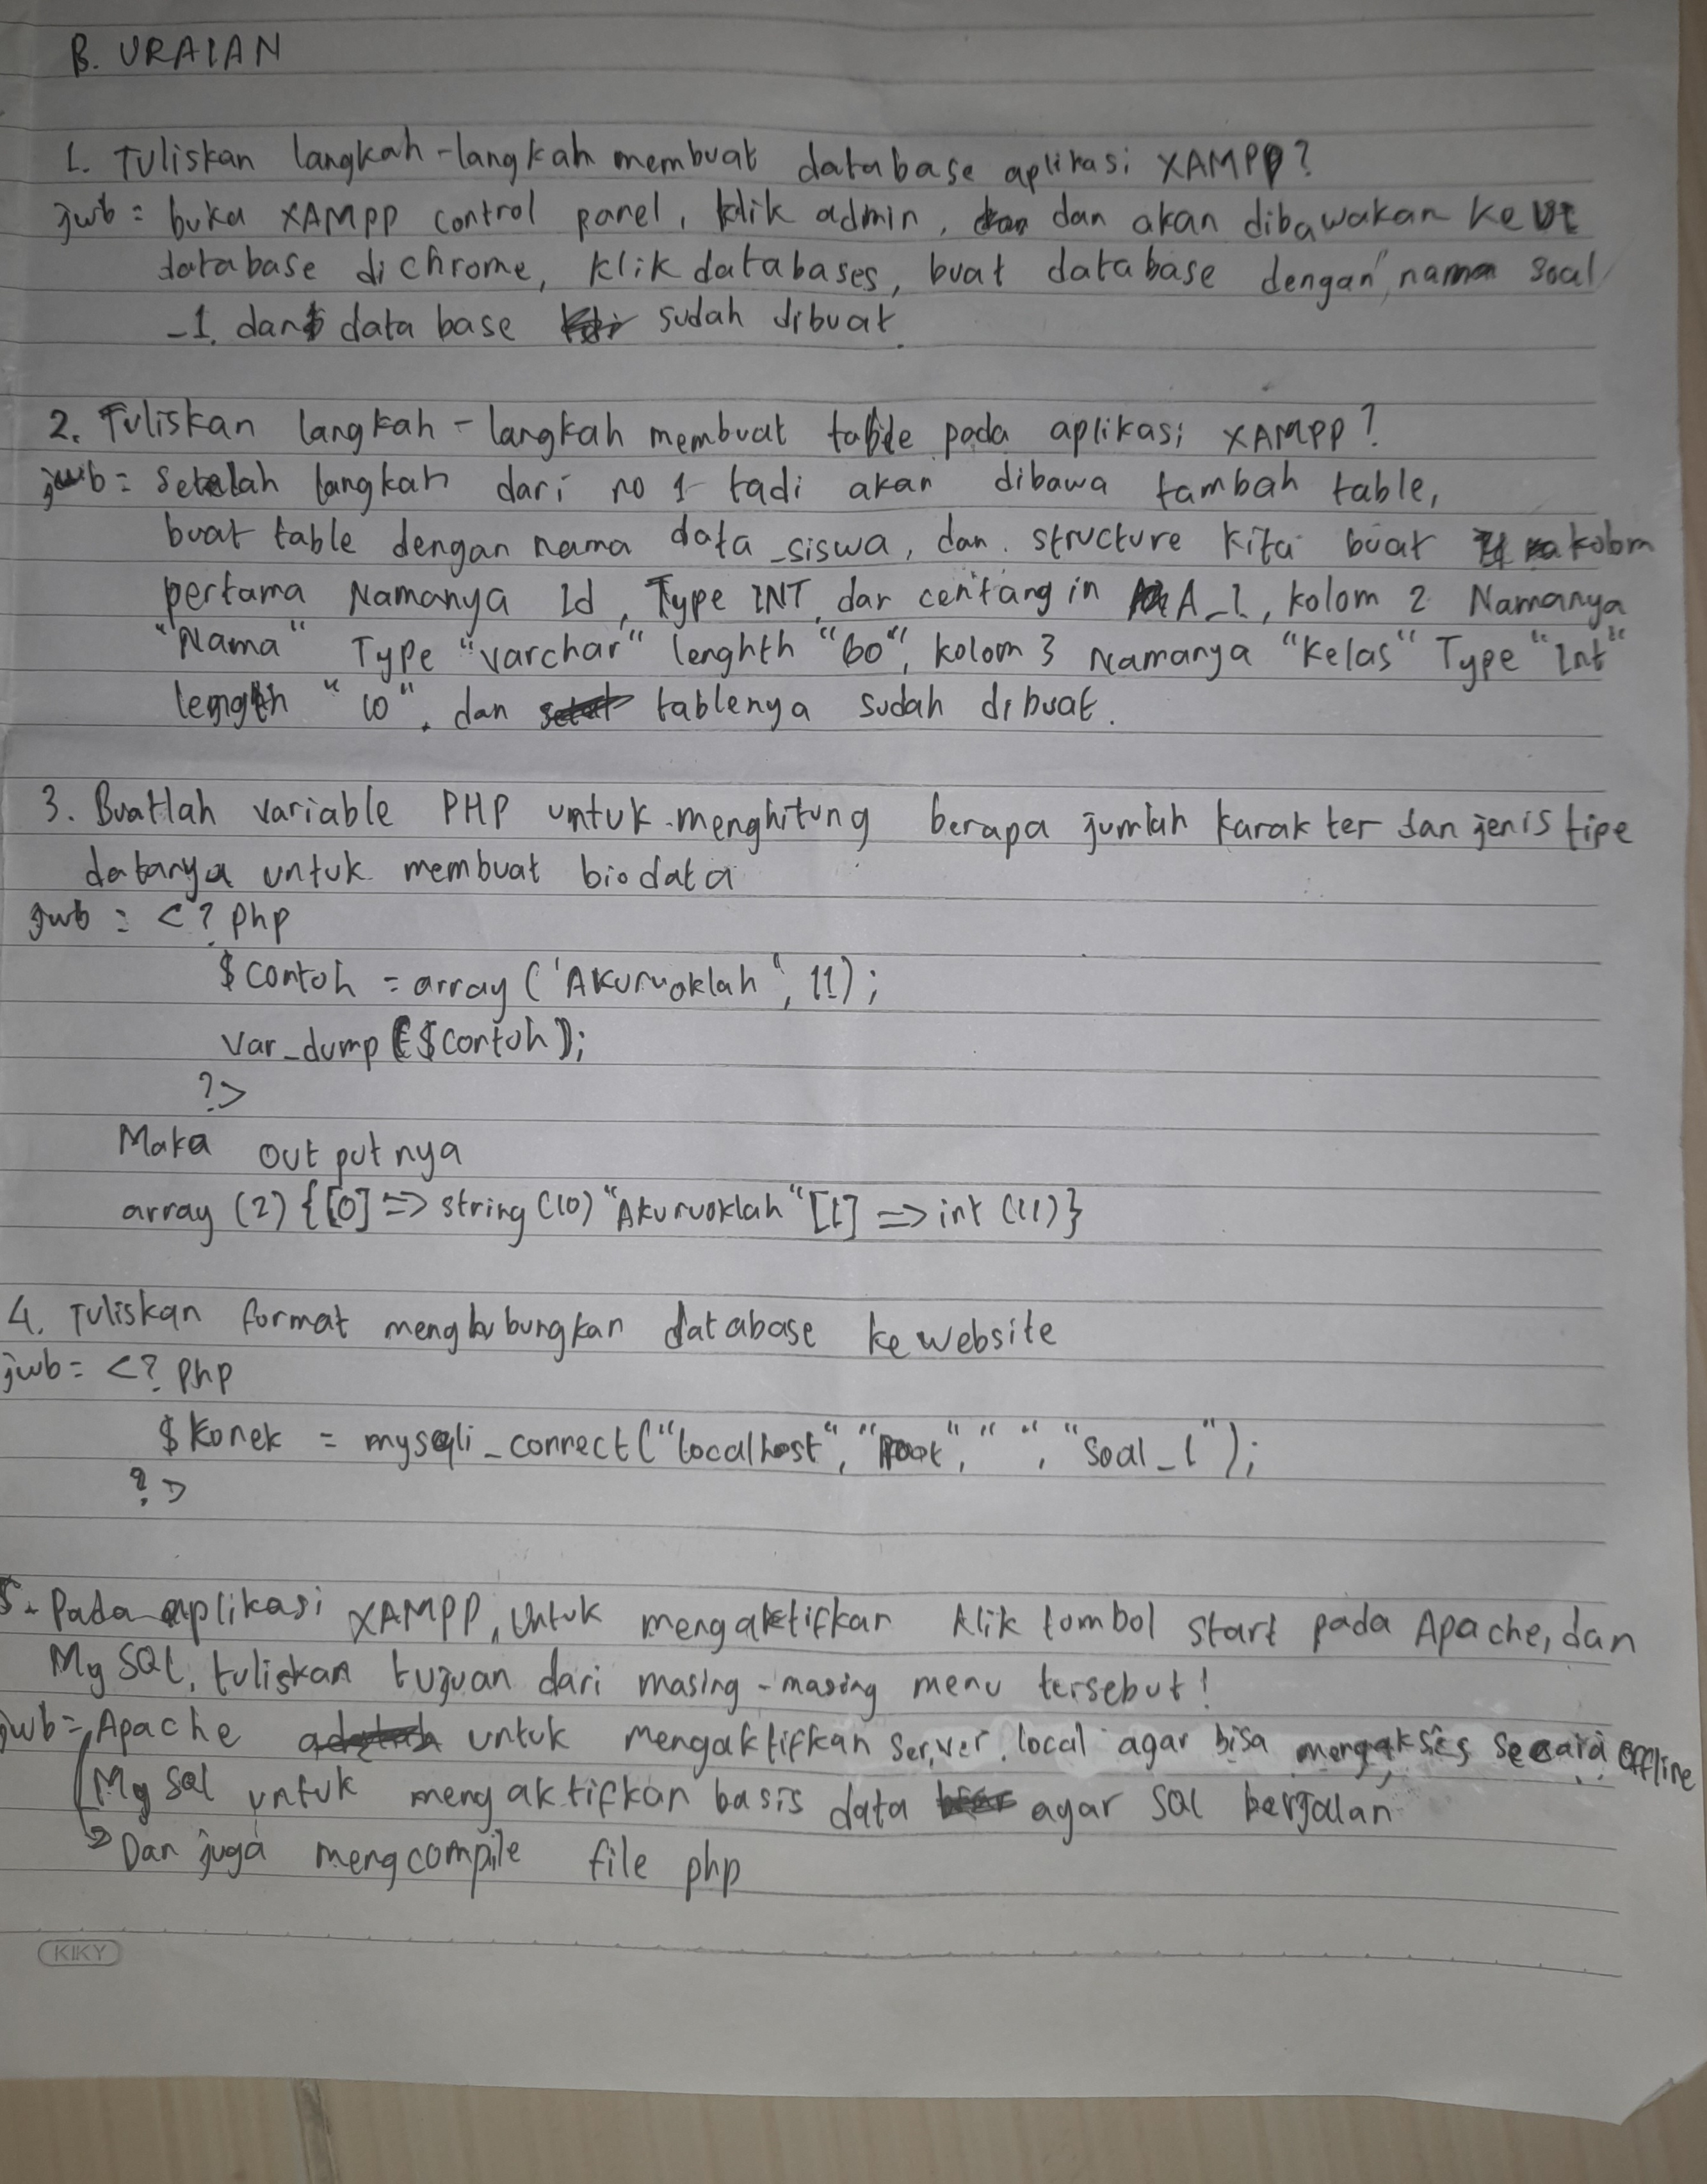 B. URAIAN
1. Tuliskan langkah-langkah membuat database aplikasi XAMPP?
jwb = buka XAMPP control panel, klik admin, dan akan dibawakan ke UI
database di chrome, klik databases, buat database dengan nama soal
_1. dan database sudah dibuat.
2. Tuliskan langkah-langkah membuat table pada aplikasi XAMPP?
jwb = Setelah langkah dari no 1 tadi akan dibawa tambah table,
buat table dengan nama data_siswa, dan. structure kita buat kolom
pertama Namanya Id, Type INT, dan centangin A_I, kolom 2 Namanya
"Nama" Type "varchar" lenghth "60", kolom 3 Namanya "Kelas" Type "Int"
length "10". dan tablenya sudah dibuat.
3. Buatlah variable PHP untuk menghitung berapa jumlah karakter dan jenis tipe
datanya untuk membuat biodata
jwb = <? php
$contoh = array ('Akuruoklah', 11);
var_dump ($contoh);
?>
Maka outputnya
array (2) {[0] => string (10) "Akuruoklah" [1] => int (11)}
4. Tuliskan format menghubungkan database ke website
jwb = <? php
$konek = mysqli_connect("localhost", "root", " ", "Soal_1");
?>
5. Pada aplikasi XAMPP, untuk mengaktifkan klik tombol start pada Apache, dan
MySQL, tuliskan tujuan dari masing-masing menu tersebut!
jwb = Apache untuk mengaktifkan server local agar bisa mengakses secara offline
MySql untuk mengaktifkan basis data agar SQL berjalan
Dan juga mengcompile file php
KIKY